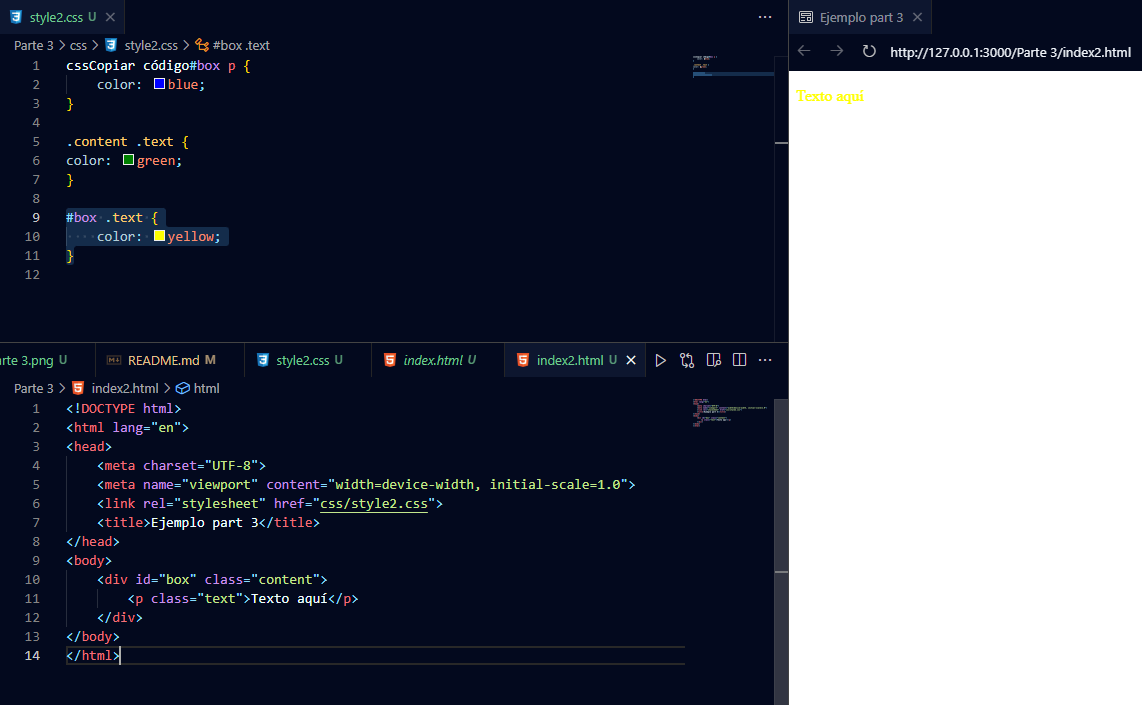 style2.css U
Parte 3 > css > style2.css > #box .text
1 cssCopiar código#box p {
2 color: blue;
3 }
4
5 .content .text {
6 color: green;
7 }
8
9 #box .text {
10 color: yellow;
11 }
12
rte 3.png U README.md M style2.css U index.html U index2.html U
Parte 3 > index2.html > html
1 <!DOCTYPE html>
2 <html lang="en">
3 <head>
4 <meta charset="UTF-8">
5 <meta name="viewport" content="width=device-width, initial-scale=1.0">
6 <link rel="stylesheet" href="css/style2.css">
7 <title>Ejemplo part 3</title>
8 </head>
9 <body>
10 <div id="box" class="content">
11 <p class="text">Texto aquí</p>
12 </div>
13 </body>
14 </html>
Ejemplo part 3
http://127.0.0.1:3000/Parte 3/index2.html
Texto aquí